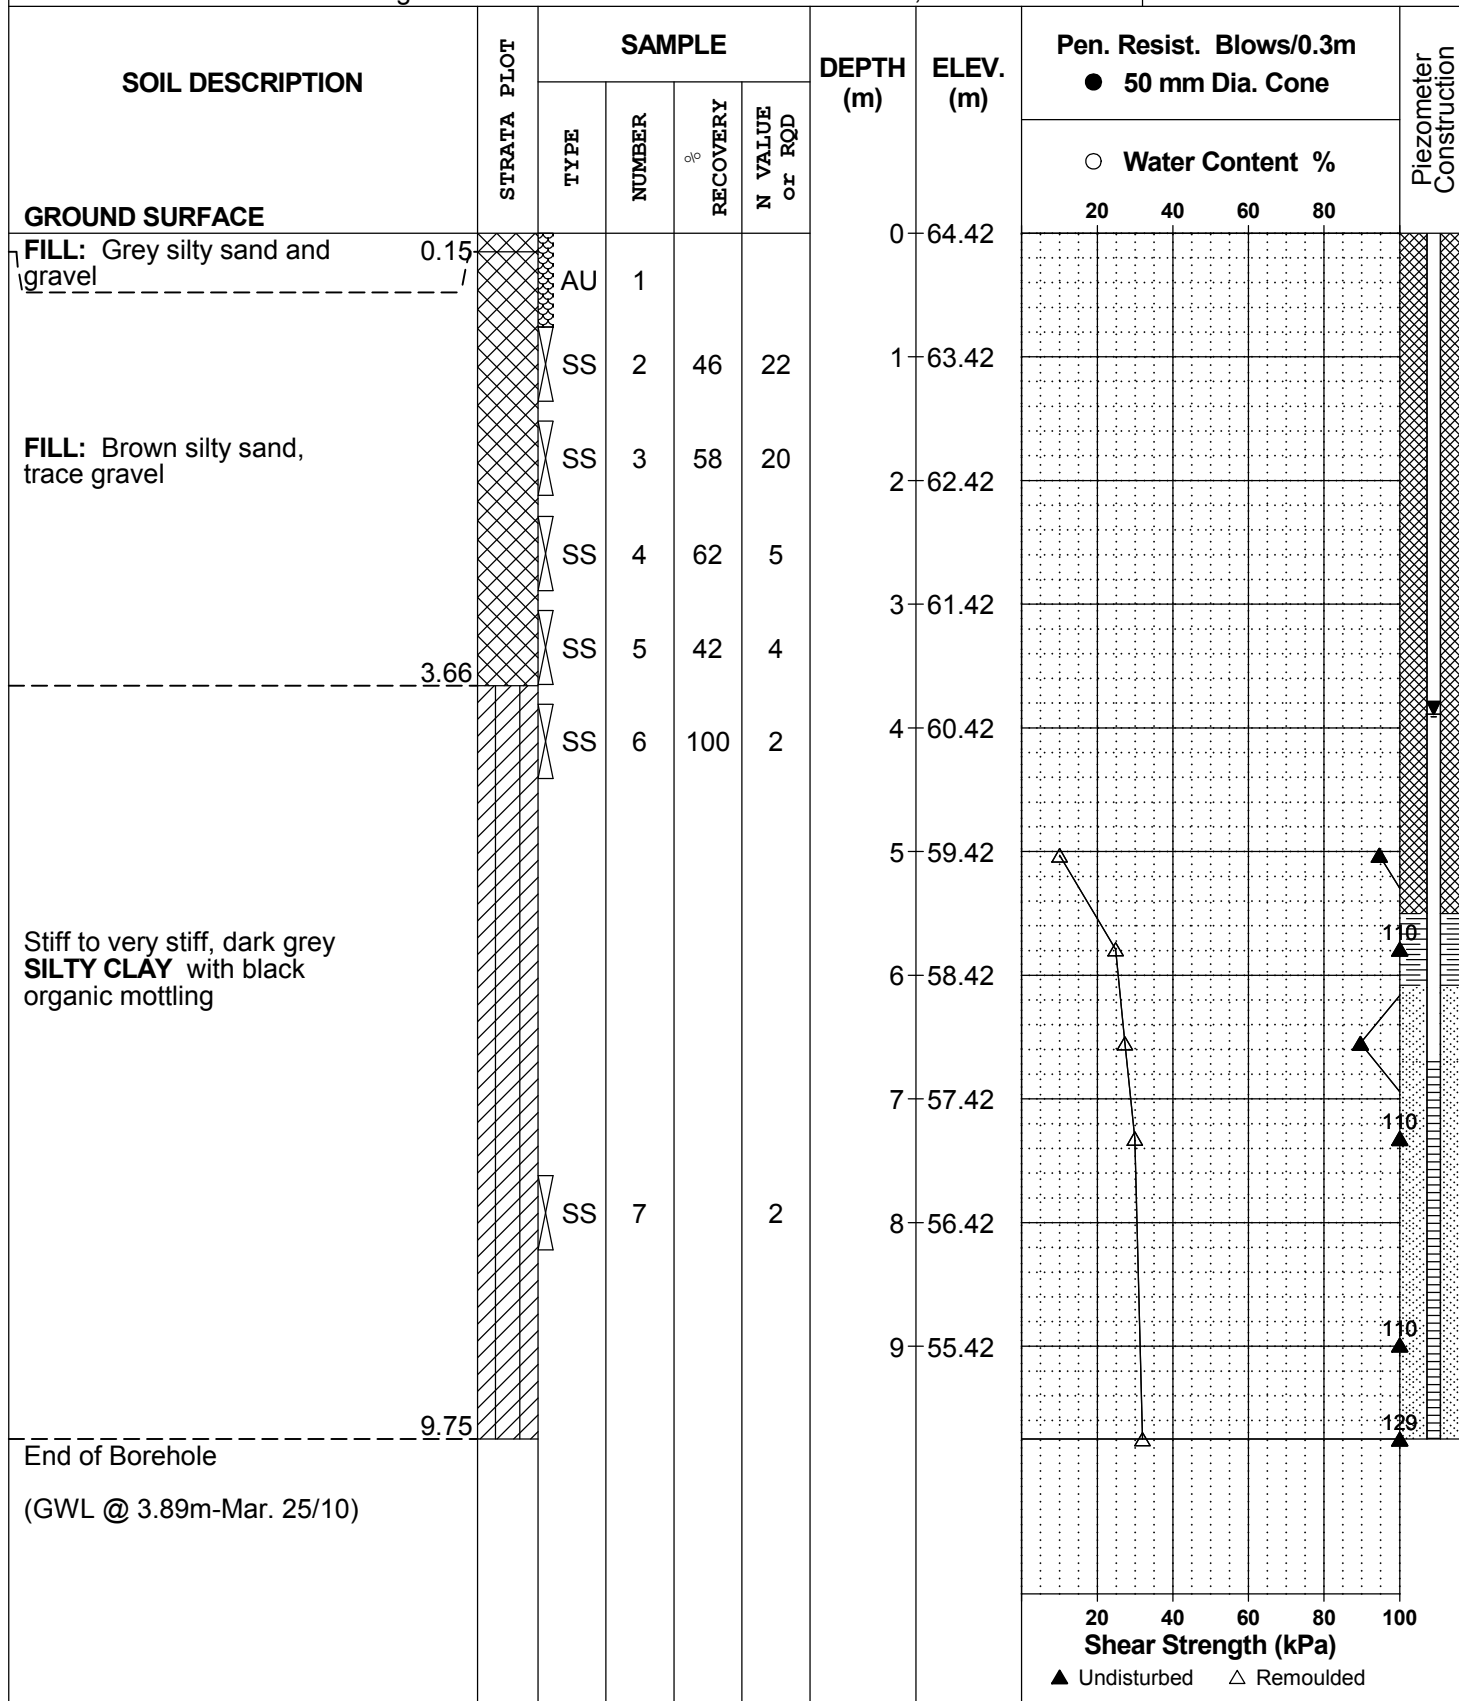 SOIL DESCRIPTION
GROUND SURFACE
STRATA PLOT
SAMPLE
TYPE
NUMBER
% RECOVERY
N VALUE
or RQD
DEPTH
(m)
ELEV.
(m)
Pen. Resist. Blows/0.3m
● 50 mm Dia. Cone
○ Water Content %
20 40 60 80
Piezometer
Construction
0 64.42
FILL: Grey silty sand and 0.15
gravel
AU 1
SS 2 46 22
1 63.42
FILL: Brown silty sand,
trace gravel
SS 3 58 20
2 62.42
SS 4 62 5
3 61.42
SS 5 42 4
3.66
SS 6 100 2
4 60.42
5 59.42
Stiff to very stiff, dark grey
SILTY CLAY with black
organic mottling
110
6 58.42
7 57.42
110
SS 7 2
8 56.42
110
9 55.42
9.75
129
End of Borehole
(GWL @ 3.89m-Mar. 25/10)
20 40 60 80 100
Shear Strength (kPa)
▲ Undisturbed △ Remoulded